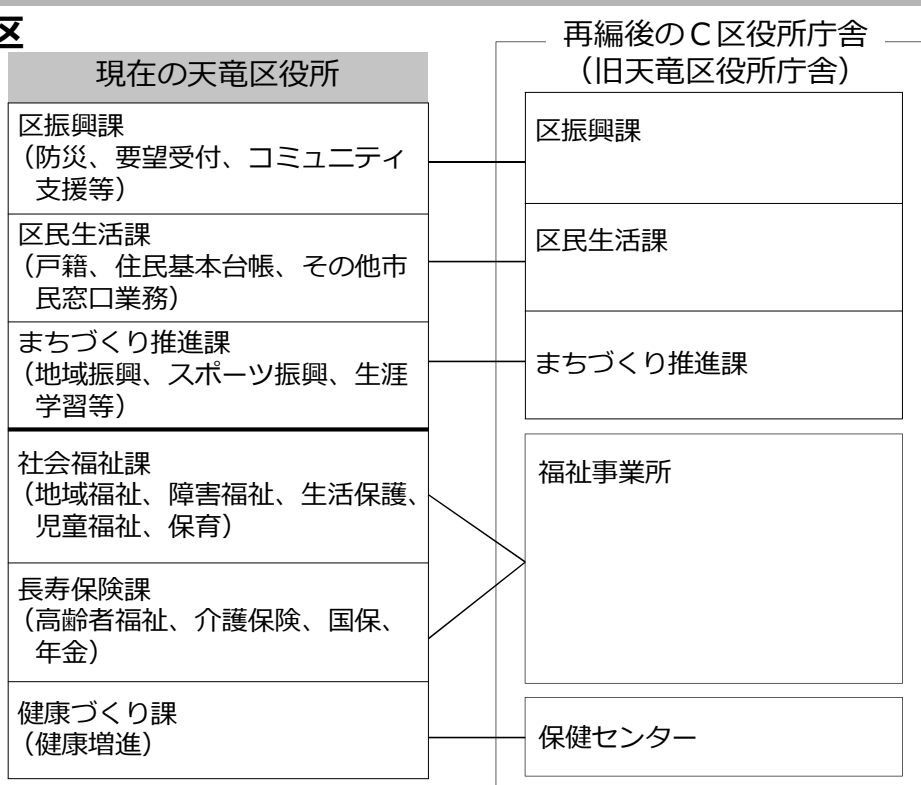 区
現在の天竜区役所
区振興課
（防災、要望受付、コミュニティ
支援等）
区民生活課
（戸籍、住民基本台帳、その他市
民窓口業務）
まちづくり推進課
（地域振興、スポーツ振興、生涯
学習等）
社会福祉課
（地域福祉、障害福祉、生活保護、
児童福祉、保育）
長寿保険課
（高齢者福祉、介護保険、国保、
年金）
健康づくり課
（健康増進）
再編後のＣ区役所庁舎
（旧天竜区役所庁舎）
区振興課
区民生活課
まちづくり推進課
福祉事業所
保健センター